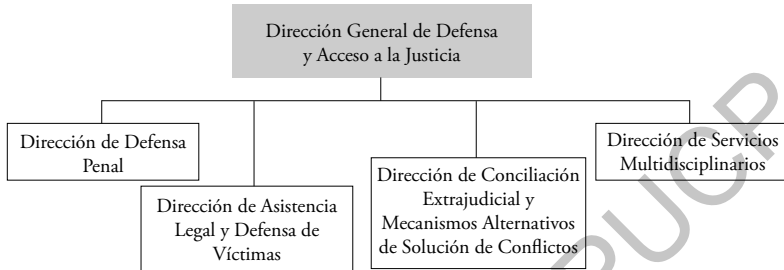 Dirección General de Defensa
y Acceso a la Justicia
Dirección de Defensa
Penal
Dirección de Asistencia
Legal y Defensa de
Víctimas
Dirección de Conciliación
Extrajudicial y
Mecanismos Alternativos
de Solución de Conflictos
Dirección de Servicios
Multidisciplinarios
PUCP